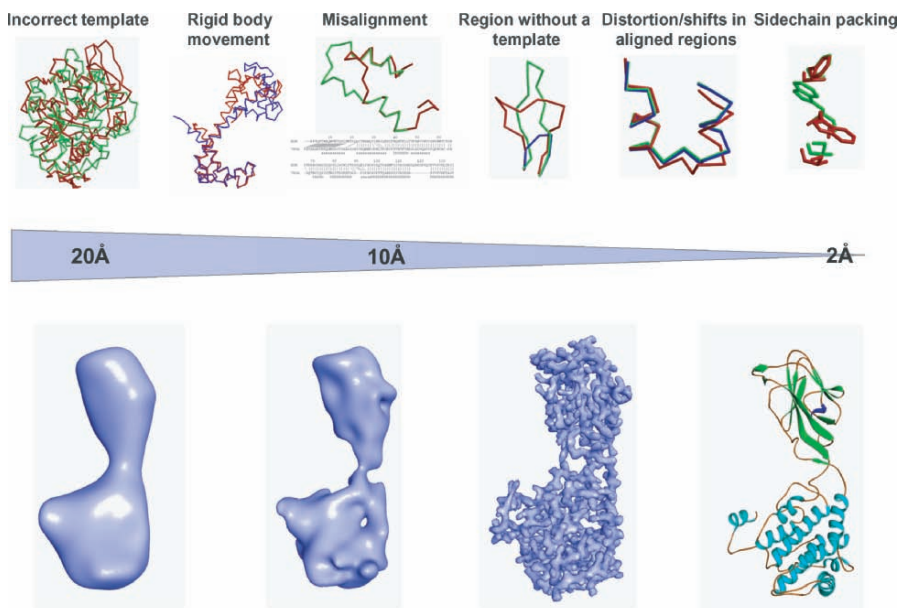 Incorrect template
Rigid body
movement
Misalignment
Region without a
template
Distortion/shifts in
aligned regions
Sidechain packing
20Å
10Å
2Å